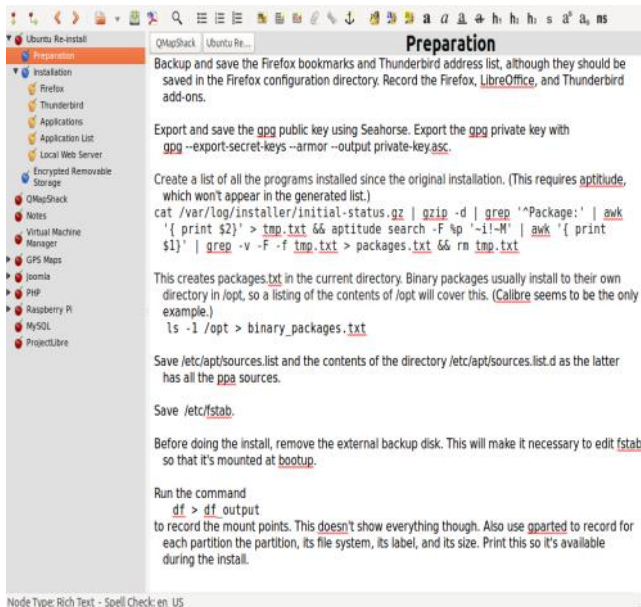 a a a a h₁ h₂ h₃ s aˢ aₛ ms
Ubuntu Re-install
Preparation
Installation
Firefox
Thunderbird
Applications
Application List
Local Web Server
Encrypted Removable
Storage
QMapShack
Notes
Virtual Machine
Manager
GPS Maps
Joomla
PHP
Raspberry Pi
MySQL
ProjectLibre
QMapShack Ubuntu Re...
Preparation
Backup and save the Firefox bookmarks and Thunderbird address list, although they should be
saved in the Firefox configuration directory. Record the Firefox, LibreOffice, and Thunderbird
add-ons.
Export and save the gpg public key using Seahorse. Export the gpg private key with
gpg --export-secret-keys --armor --output private-key.asc.
Create a list of all the programs installed since the original installation. (This requires aptitiude,
which won't appear in the generated list.)
cat /var/log/installer/initial-status.gz | gzip -d | grep '^Package:' | awk
'{ print $2}' > tmp.txt && aptitude search -F %p '~i!~M' | awk '{ print
$1}' | grep -v -F -f tmp.txt > packages.txt && rm tmp.txt
This creates packages.txt in the current directory. Binary packages usually install to their own
directory in /opt, so a listing of the contents of /opt will cover this. (Calibre seems to be the only
example.)
ls -1 /opt > binary_packages.txt
Save /etc/apt/sources.list and the contents of the directory /etc/apt/sources.list.d as the latter
has all the ppa sources.
Save /etc/fstab.
Before doing the install, remove the external backup disk. This will make it necessary to edit fstab
so that it's mounted at bootup.
Run the command
df > df_output
to record the mount points. This doesn't show everything though. Also use gparted to record for
each partition the partition, its file system, its label, and its size. Print this so it's available
during the install.
Node Type: Rich Text - Spell Check: en_US